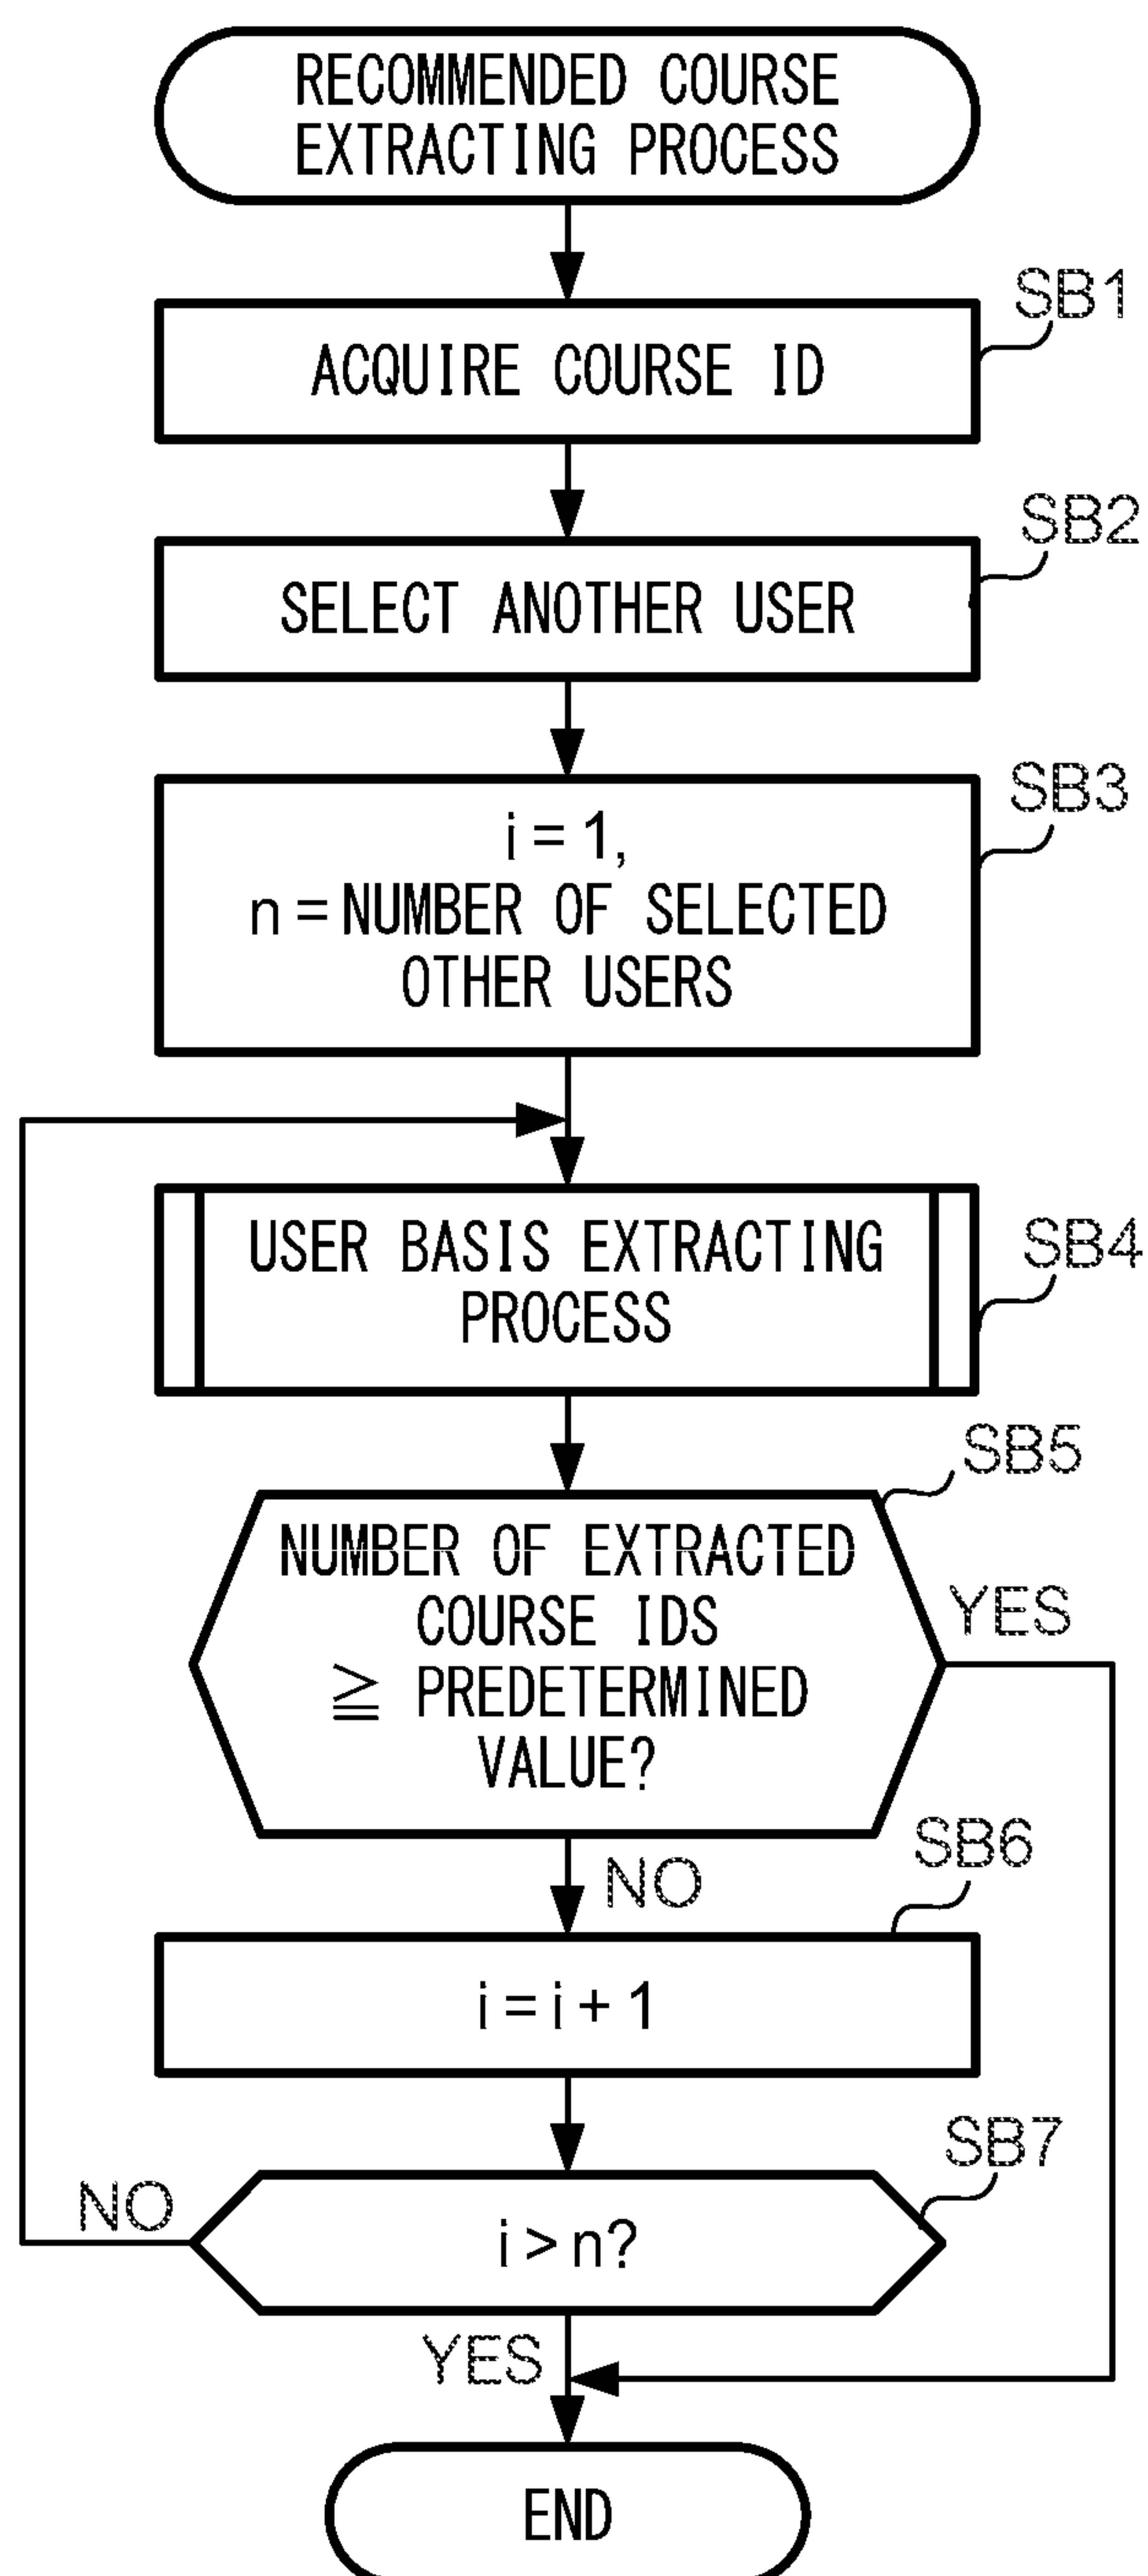 RECOMMENDED COURSE
EXTRACTING PROCESS
SB1
ACQUIRE COURSE ID
SB2
SELECT ANOTHER USER
SB3
i = 1,
n = NUMBER OF SELECTED
OTHER USERS
SB4
USER BASIS EXTRACTING
PROCESS
SB5
NUMBER OF EXTRACTED
COURSE IDS
≧ PREDETERMINED
VALUE?
YES
NO
SB6
i = i + 1
SB7
NO
i > n?
YES
END